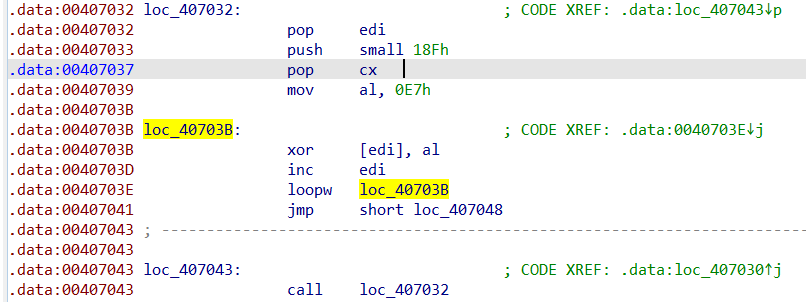 .data:00407032 loc_407032: ; CODE XREF: .data:loc_407043↓p
.data:00407032 pop edi
.data:00407033 push small 18Fh
.data:00407037 pop cx
.data:00407039 mov al, 0E7h
.data:0040703B
.data:0040703B loc_40703B: ; CODE XREF: .data:0040703E↓j
.data:0040703B xor [edi], al
.data:0040703D inc edi
.data:0040703E loopw loc_40703B
.data:00407041 jmp short loc_407048
.data:00407043 ; ---------------------------------------------------------------------------
.data:00407043
.data:00407043 loc_407043: ; CODE XREF: .data:loc_407030↑j
.data:00407043 call loc_407032